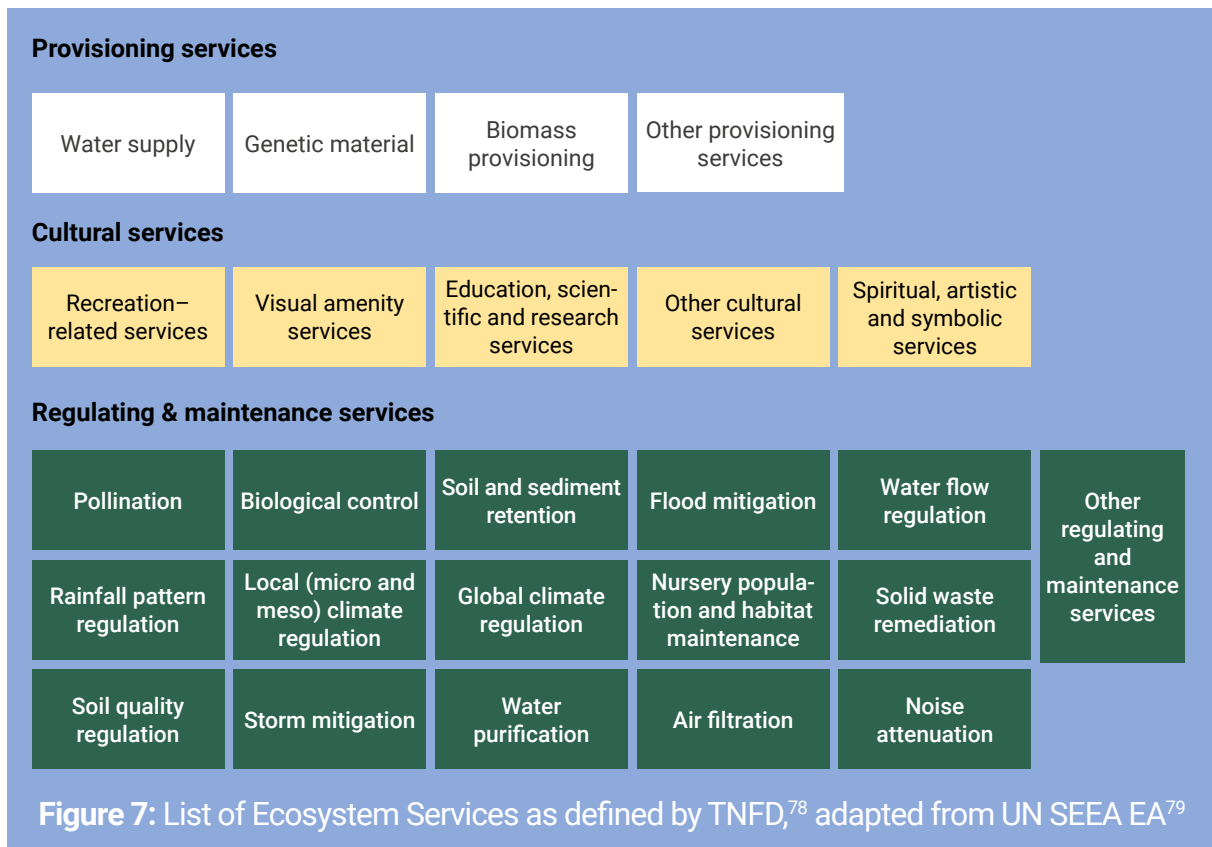 Provisioning services
Water supply
Genetic material
Biomass
provisioning
Other provisioning
services
Cultural services
Recreation–
related services
Visual amenity
services
Education, scien-
tific and research
services
Other cultural
services
Spiritual, artistic
and symbolic
services
Regulating & maintenance services
Pollination
Biological control
Soil and sediment
retention
Flood mitigation
Water flow
regulation
Other
regulating
and
maintenance
services
Rainfall pattern
regulation
Local (micro and
meso) climate
regulation
Global climate
regulation
Nursery popula-
tion and habitat
maintenance
Solid waste
remediation
Soil quality
regulation
Storm mitigation
Water
purification
Air filtration
Noise
attenuation
Figure 7: List of Ecosystem Services as defined by TNFD,78 adapted from UN SEEA EA79